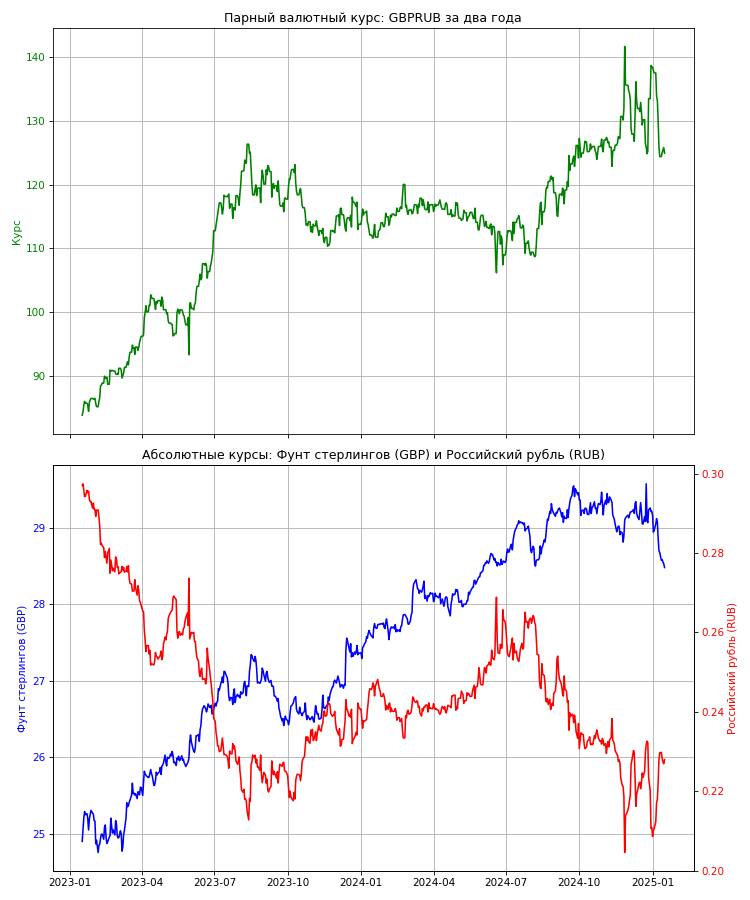 Парный валютный курс: GBPRUB за два года
140
130
120
110
100
90
Курс
Абсолютные курсы: Фунт стерлингов (GBP) и Российский рубль (RUB)
29
28
27
26
25
Фунт стерлингов (GBP)
0.30
0.28
0.26
0.24
0.22
0.20
Российский рубль (RUB)
2023-01 2023-04 2023-07 2023-10 2024-01 2024-04 2024-07 2024-10 2025-01